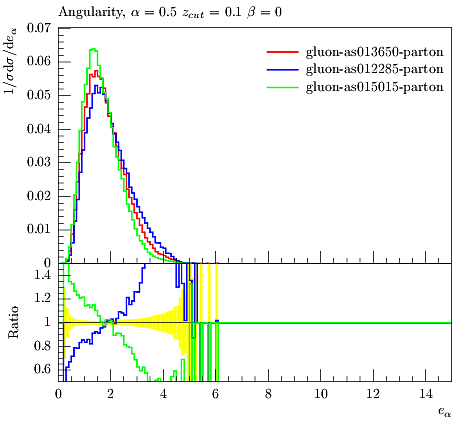 Angularity, α = 0.5 z_cut = 0.1 β = 0
1/σ dσ/de_α
gluon-as013650-parton
gluon-as012285-parton
gluon-as015015-parton
0.07
0.06
0.05
0.04
0.03
0.02
0.01
0
Ratio
1.4
1.2
1
0.8
0.6
0 2 4 6 8 10 12 14
e_α